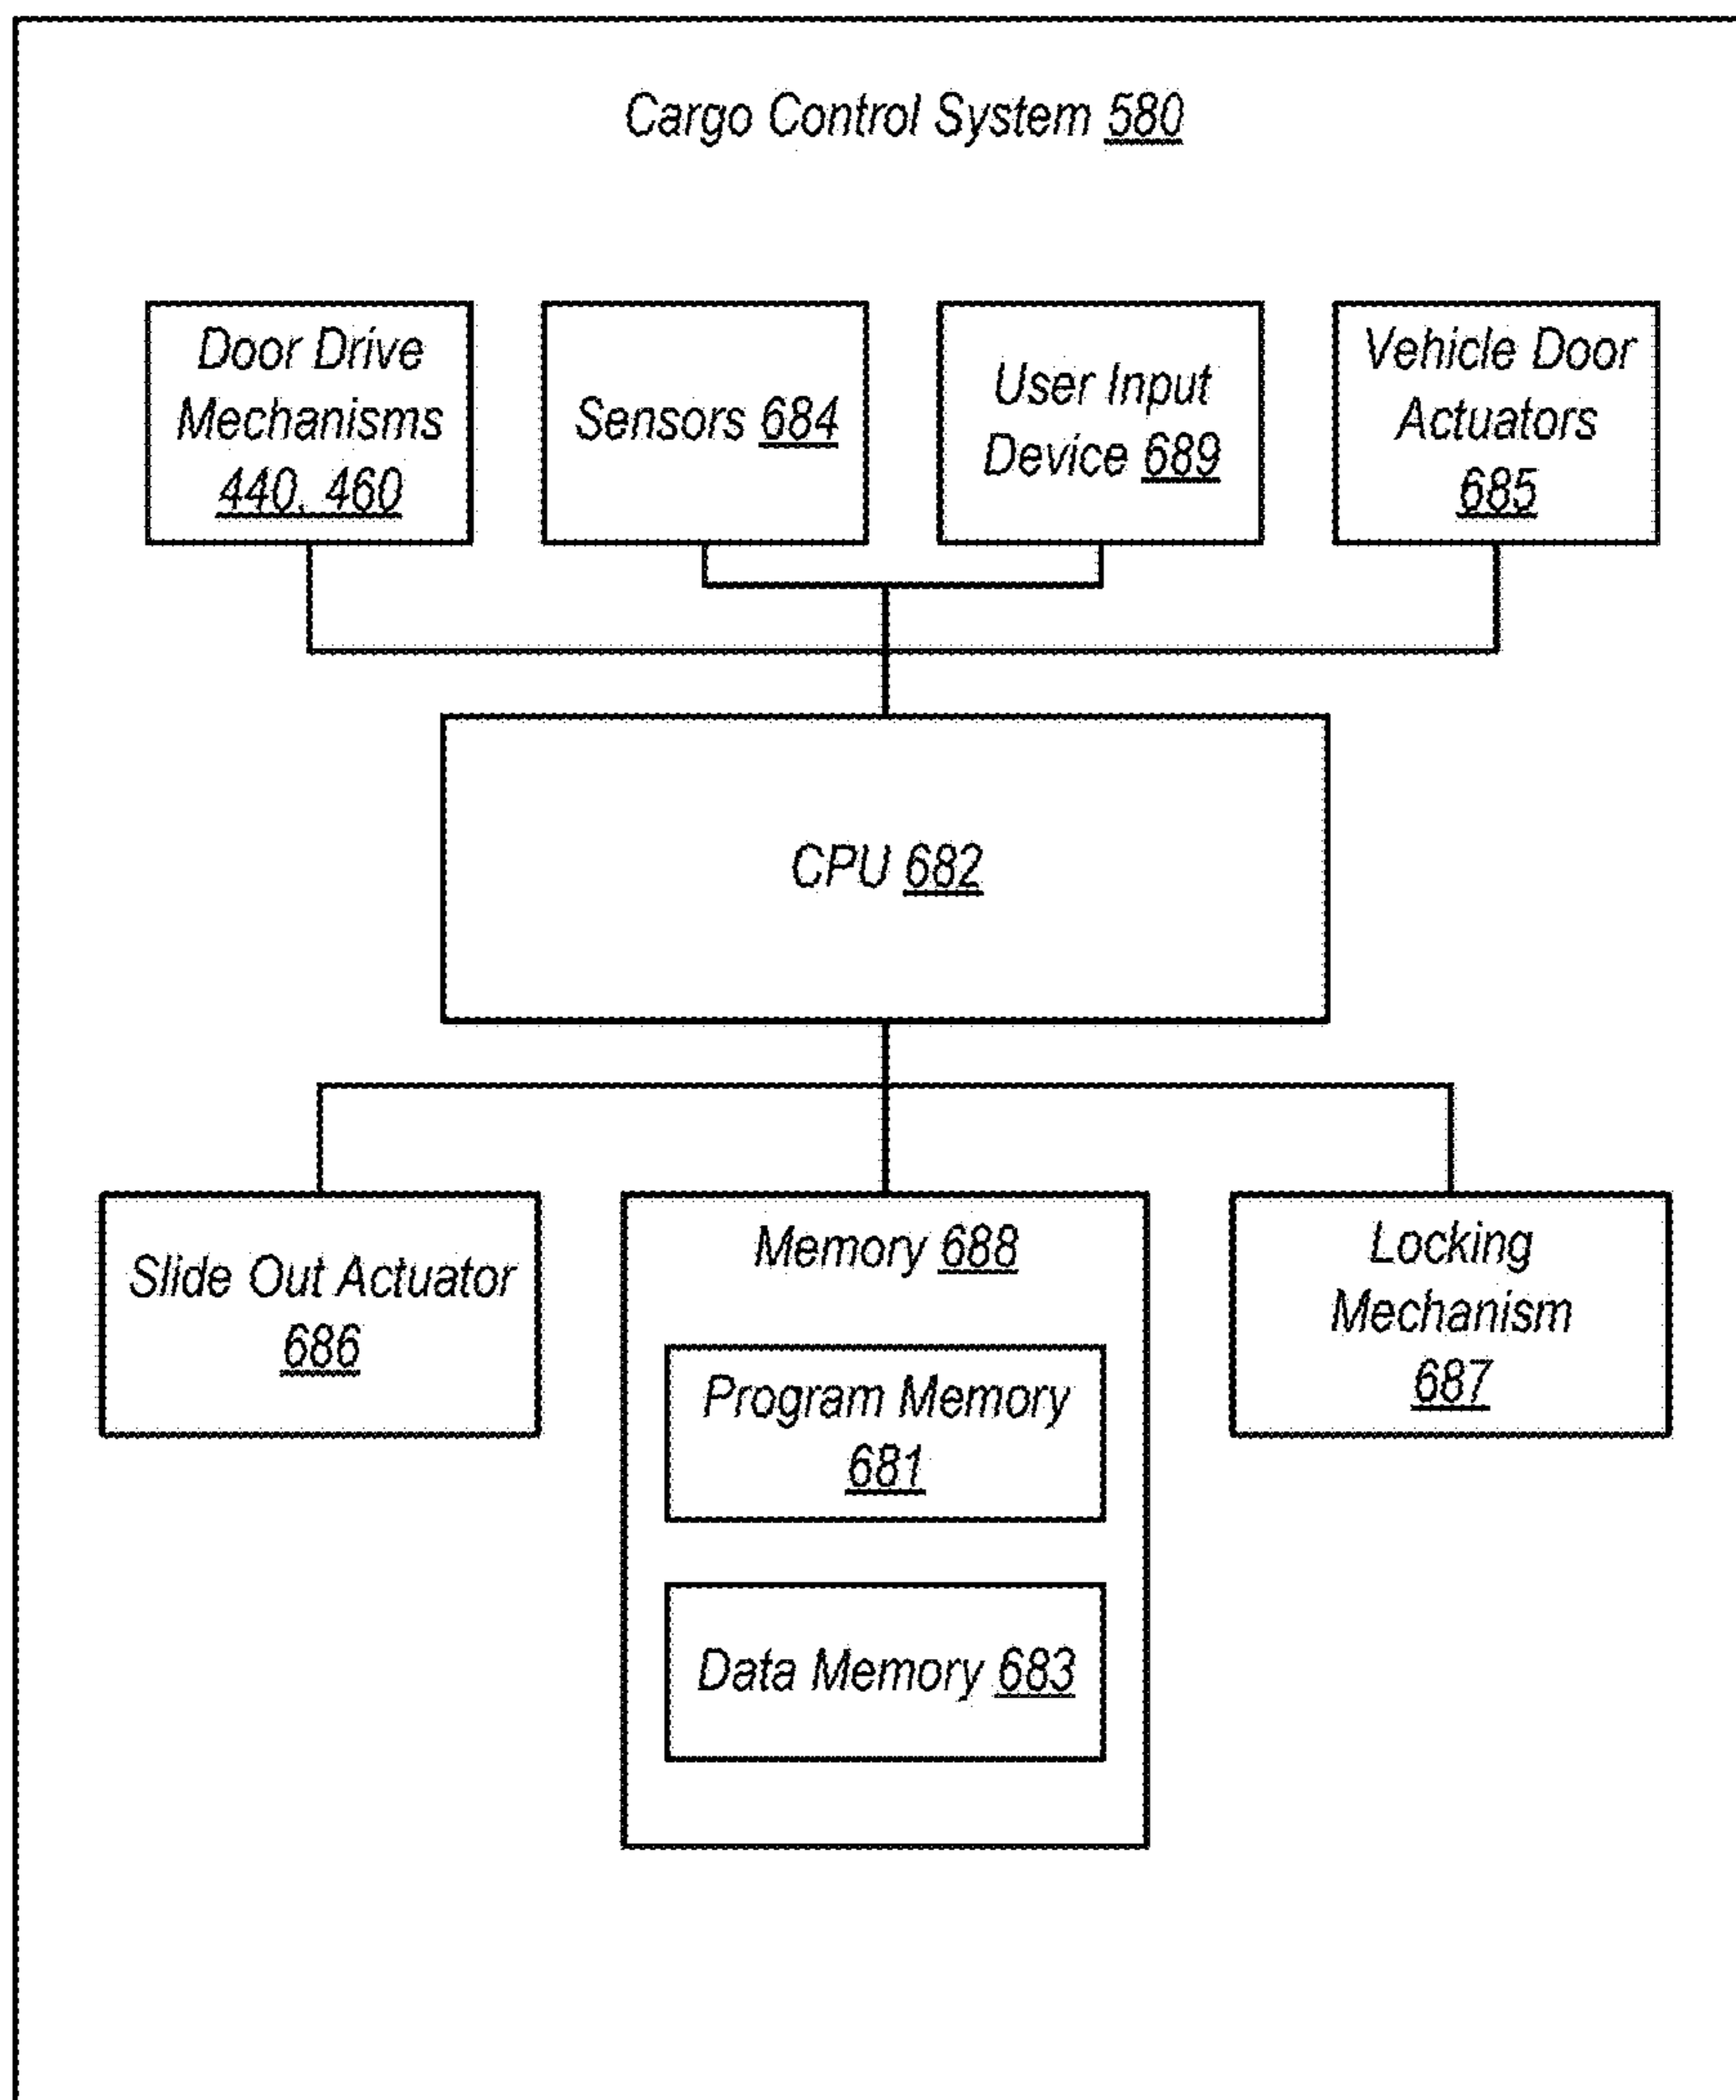 Cargo Control System 580
Door Drive
Mechanisms
440, 460
Sensors 684
User Input
Device 689
Vehicle Door
Actuators
685
CPU 682
Slide Out Actuator
686
Memory 688
Program Memory
681
Data Memory 683
Locking
Mechanism
687